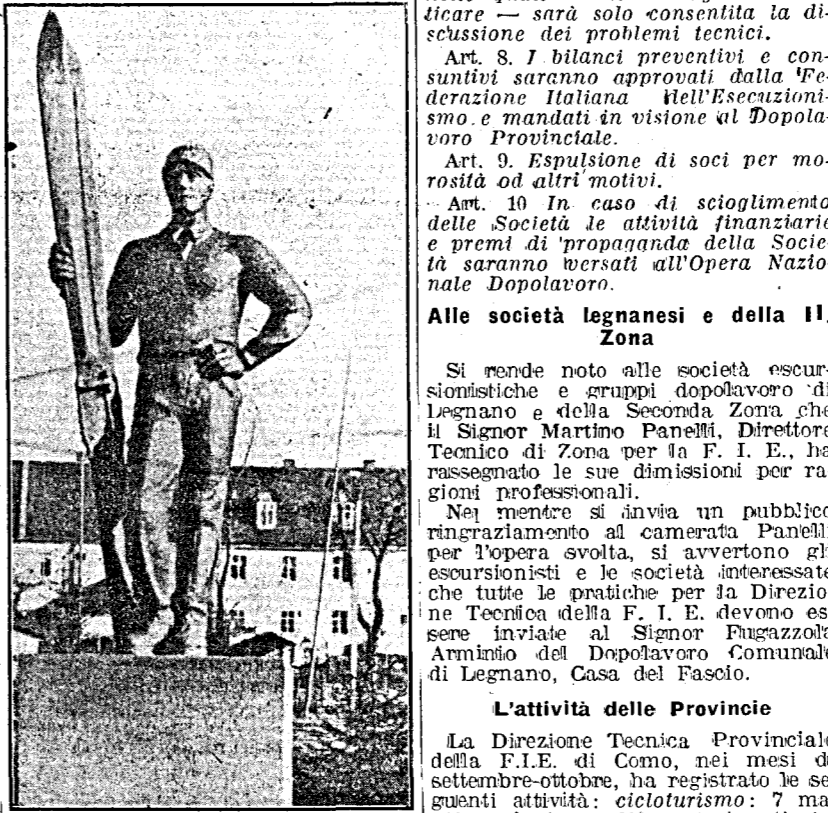 ticare — sarà solo consentita la di-
scussione dei problemi tecnici.
Art. 8. I bilanci preventivi e con-
suntivi saranno approvati dalla Fe-
derazione Italiana dell'Esecuzioni-
smo e mandati in visione al Dopola-
voro Provinciale.
Art. 9. Espulsione di soci per mo-
rosità od altri motivi.
Art. 10 In caso di scioglimento
delle Società le attività finanziarie
e premi di propaganda della Socie-
tà saranno versati all'Opera Nazio-
nale Dopolavoro.
Alle società legnanesi e della II.
Zona
Si rende noto alle società escur-
sionistiche e gruppi dopolavoro di
Legnano e della Seconda Zona che
il Signor Martino Panelli, Direttore
Tecnico di Zona per la F. I. E., ha
rassegnato le sue dimissioni per ra-
gioni professionali.
Nel mentre si invia un pubblico
ringraziamento al camerata Panelli
per l'opera svolta, si avvertono gli
escursionisti e le società interessate
che tutte le pratiche per la Direzio-
ne Tecnica della F. I. E. devono es-
sere inviate al Signor Flugazzola
Arminio del Dopolavoro Comunale
di Legnano, Casa del Fascio.
L'attività delle Provincie
La Direzione Tecnica Provinciale
della F.I.E. di Como, nei mesi di
settembre-ottobre, ha registrato le se-
guenti attività: cicloturismo: 7 ma